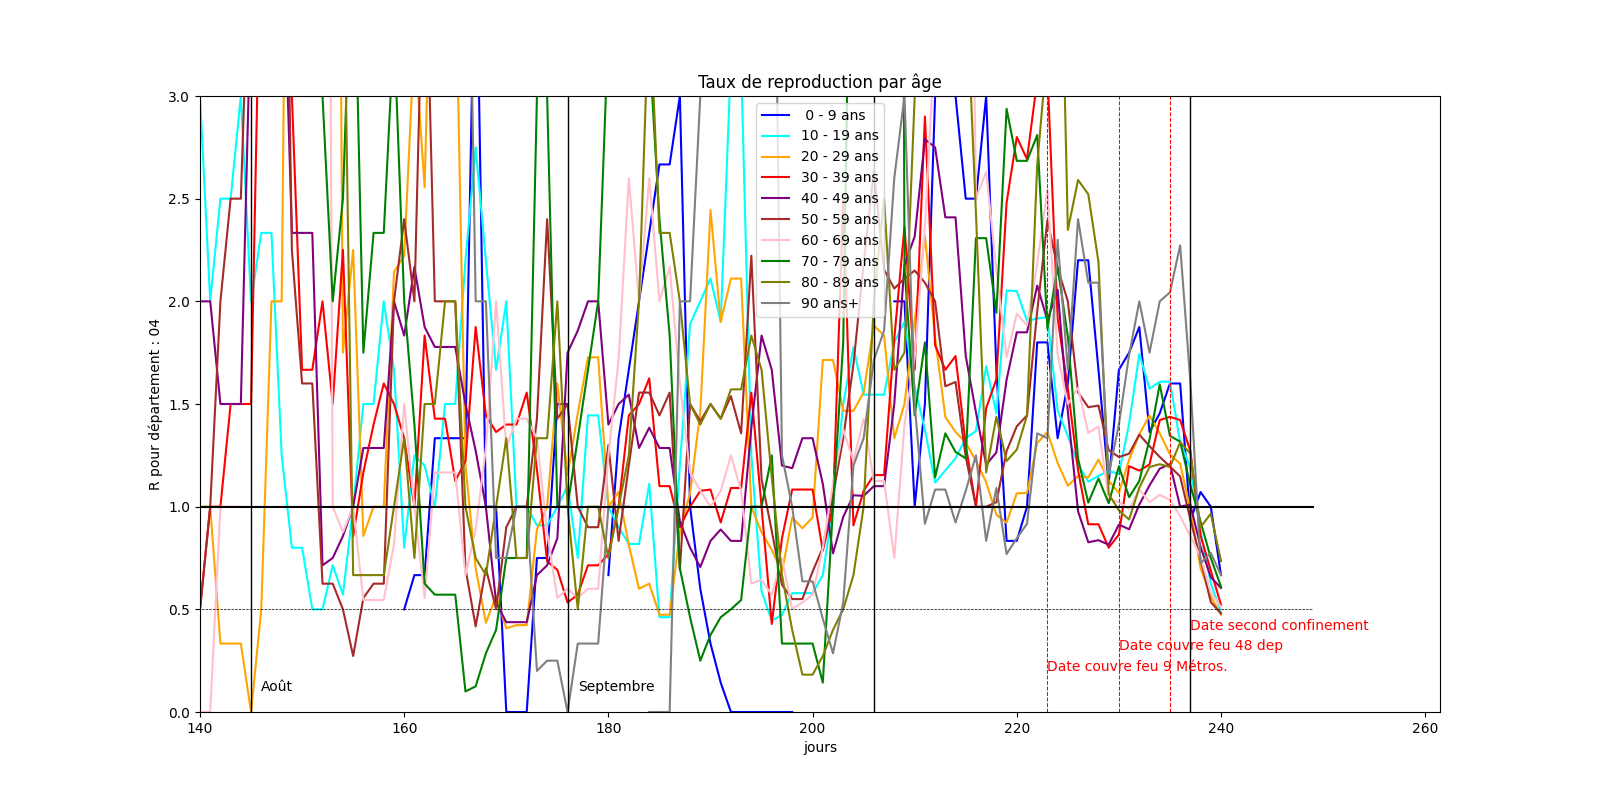 Taux de reproduction par âge
R pour département : 04
3.0
2.5
2.0
1.5
1.0
0.5
0.0
0 - 9 ans
10 - 19 ans
20 - 29 ans
30 - 39 ans
40 - 49 ans
50 - 59 ans
60 - 69 ans
70 - 79 ans
80 - 89 ans
90 ans+
Date second confinement
Date couvre feu 48 dep
Date couvre feu 9 Métros.
Août
Septembre
140
160
180
200
220
240
260
jours